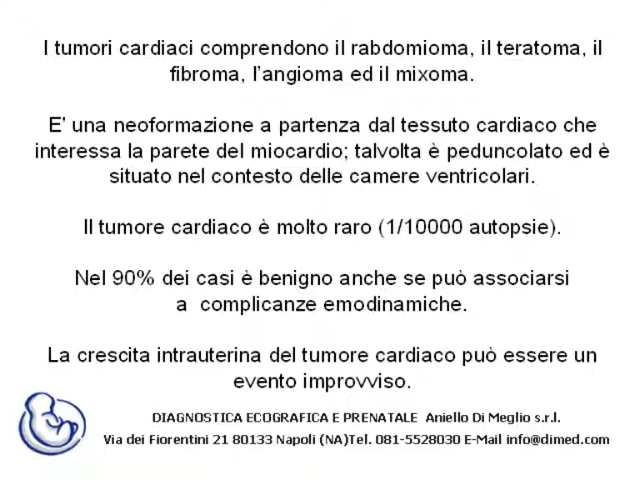 I tumori cardiaci comprendono il rabdomioma, il teratoma, il
fibroma, l'angioma ed il mixoma.
E' una neoformazione a partenza dal tessuto cardiaco che
interessa la parete del miocardio; talvolta è peduncolato ed è
situato nel contesto delle camere ventricolari.
Il tumore cardiaco è molto raro (1/10000 autopsie).
Nel 90% dei casi è benigno anche se può associarsi
a complicanze emodinamiche.
La crescita intrauterina del tumore cardiaco può essere un
evento improvviso.
DIAGNOSTICA ECOGRAFICA E PRENATALE Aniello Di Meglio s.r.l.
Via dei Fiorentini 21 80133 Napoli (NA)Tel. 081-5528030 E-Mail info@dimed.com